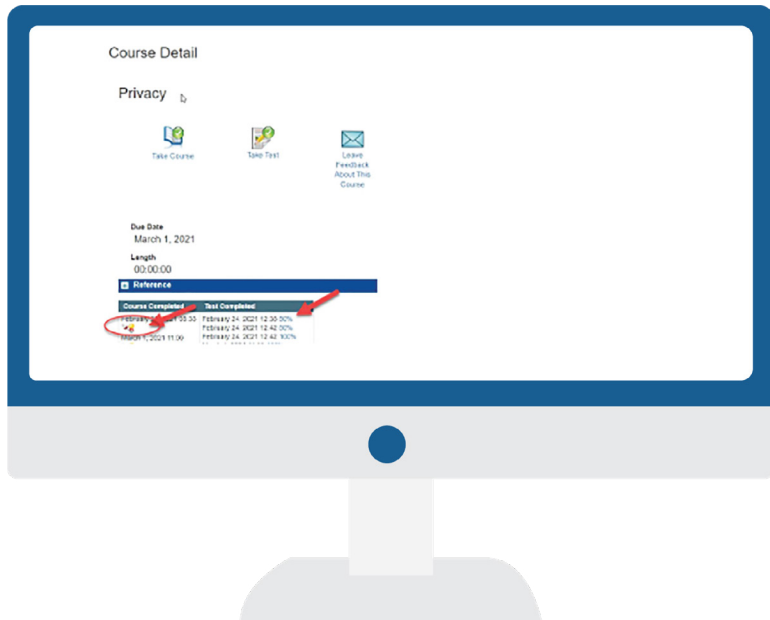 Course Detail
Privacy
Take Course
Take Test
Leave
Feedback
About This
Course
Due Date
March 1, 2021
Length
00:00:00
Reference
Course Completed Test Completed
February 2021 February 24, 2021 12:38
February 24, 2021 12:42
March 1, 2021 11:00 February 24, 2021 12:42 100%